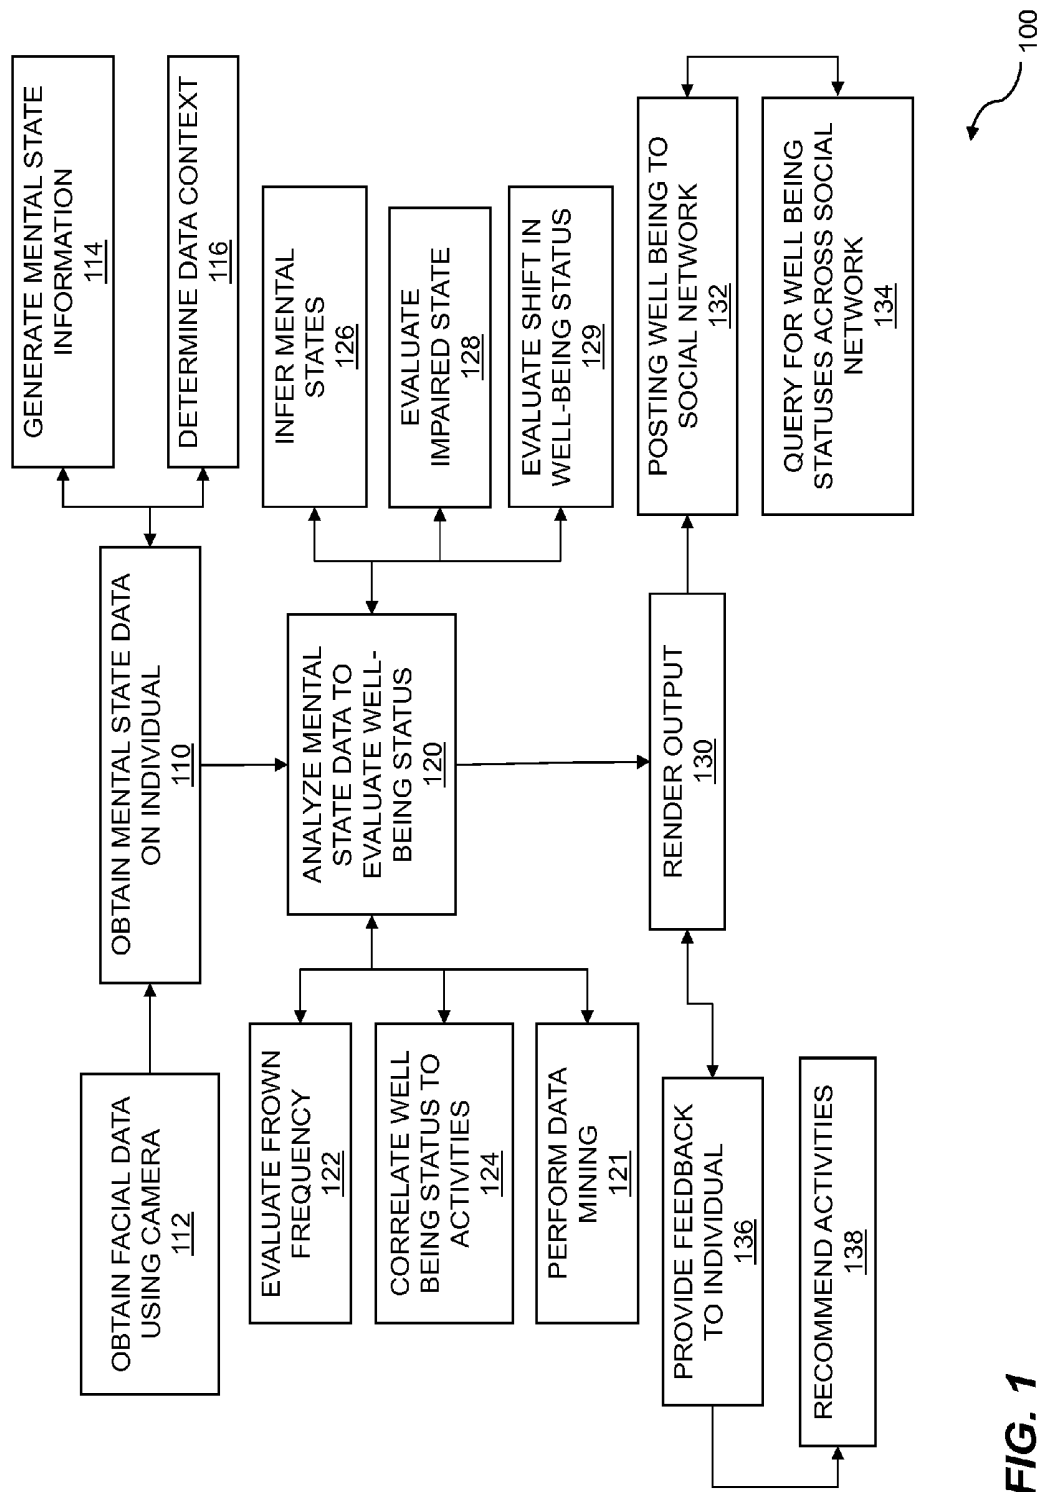 OBTAIN FACIAL DATA
USING CAMERA
112
OBTAIN MENTAL STATE DATA
ON INDIVIDUAL
110
GENERATE MENTAL STATE
INFORMATION
114
DETERMINE DATA CONTEXT
116
EVALUATE FROWN
FREQUENCY
122
CORRELATE WELL
BEING STATUS TO
ACTIVITIES
124
PERFORM DATA
MINING
121
ANALYZE MENTAL
STATE DATA TO
EVALUATE WELL-
BEING STATUS
120
INFER MENTAL
STATES
126
EVALUATE
IMPAIRED STATE
128
EVALUATE SHIFT IN
WELL-BEING STATUS
129
PROVIDE FEEDBACK
TO INDIVIDUAL
136
RECOMMEND ACTIVITIES
138
RENDER OUTPUT
130
POSTING WELL BEING TO
SOCIAL NETWORK
132
QUERY FOR WELL BEING
STATUSES ACROSS SOCIAL
NETWORK
134
100
FIG. 1